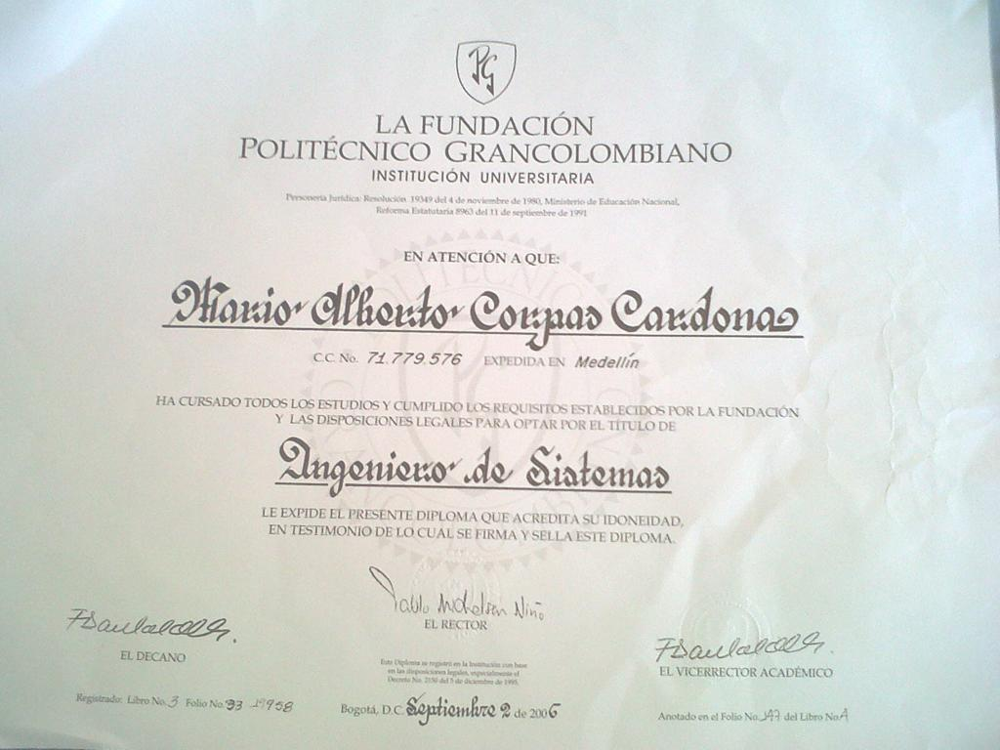 PG
LA FUNDACIÓN
POLITÉCNICO GRANCOLOMBIANO
INSTITUCIÓN UNIVERSITARIA
Personería Jurídica: Resolución 19349 del 4 de noviembre de 1980, Ministerio de Educación Nacional,
Reforma Estatutaria 8963 del 11 de septiembre de 1991
EN ATENCIÓN A QUE:
Mario Alberto Corpas Cardona
C.C. No. 71.779.576 EXPEDIDA EN Medellín
HA CURSADO TODOS LOS ESTUDIOS Y CUMPLIDO LOS REQUISITOS ESTABLECIDOS POR LA FUNDACIÓN
Y LAS DISPOSICIONES LEGALES PARA OPTAR POR EL TÍTULO DE
Ingeniero de Sistemas
LE EXPIDE EL PRESENTE DIPLOMA QUE ACREDITA SU IDONEIDAD,
EN TESTIMONIO DE LO CUAL SE FIRMA Y SELLA ESTE DIPLOMA.
Pablo Michelsen Niño
EL RECTOR
EL DECANO
EL VICERRECTOR ACADÉMICO
Este Diploma se registró en la Institución con base
en las disposiciones legales, especialmente el
Decreto No. 2150 del 5 de diciembre de 1995.
Registrado: Libro No. 3 Folio No. 93 19958
Bogotá, D.C. Septiembre 2 de 2006
Anotado en el Folio No. 147 del Libro No. A